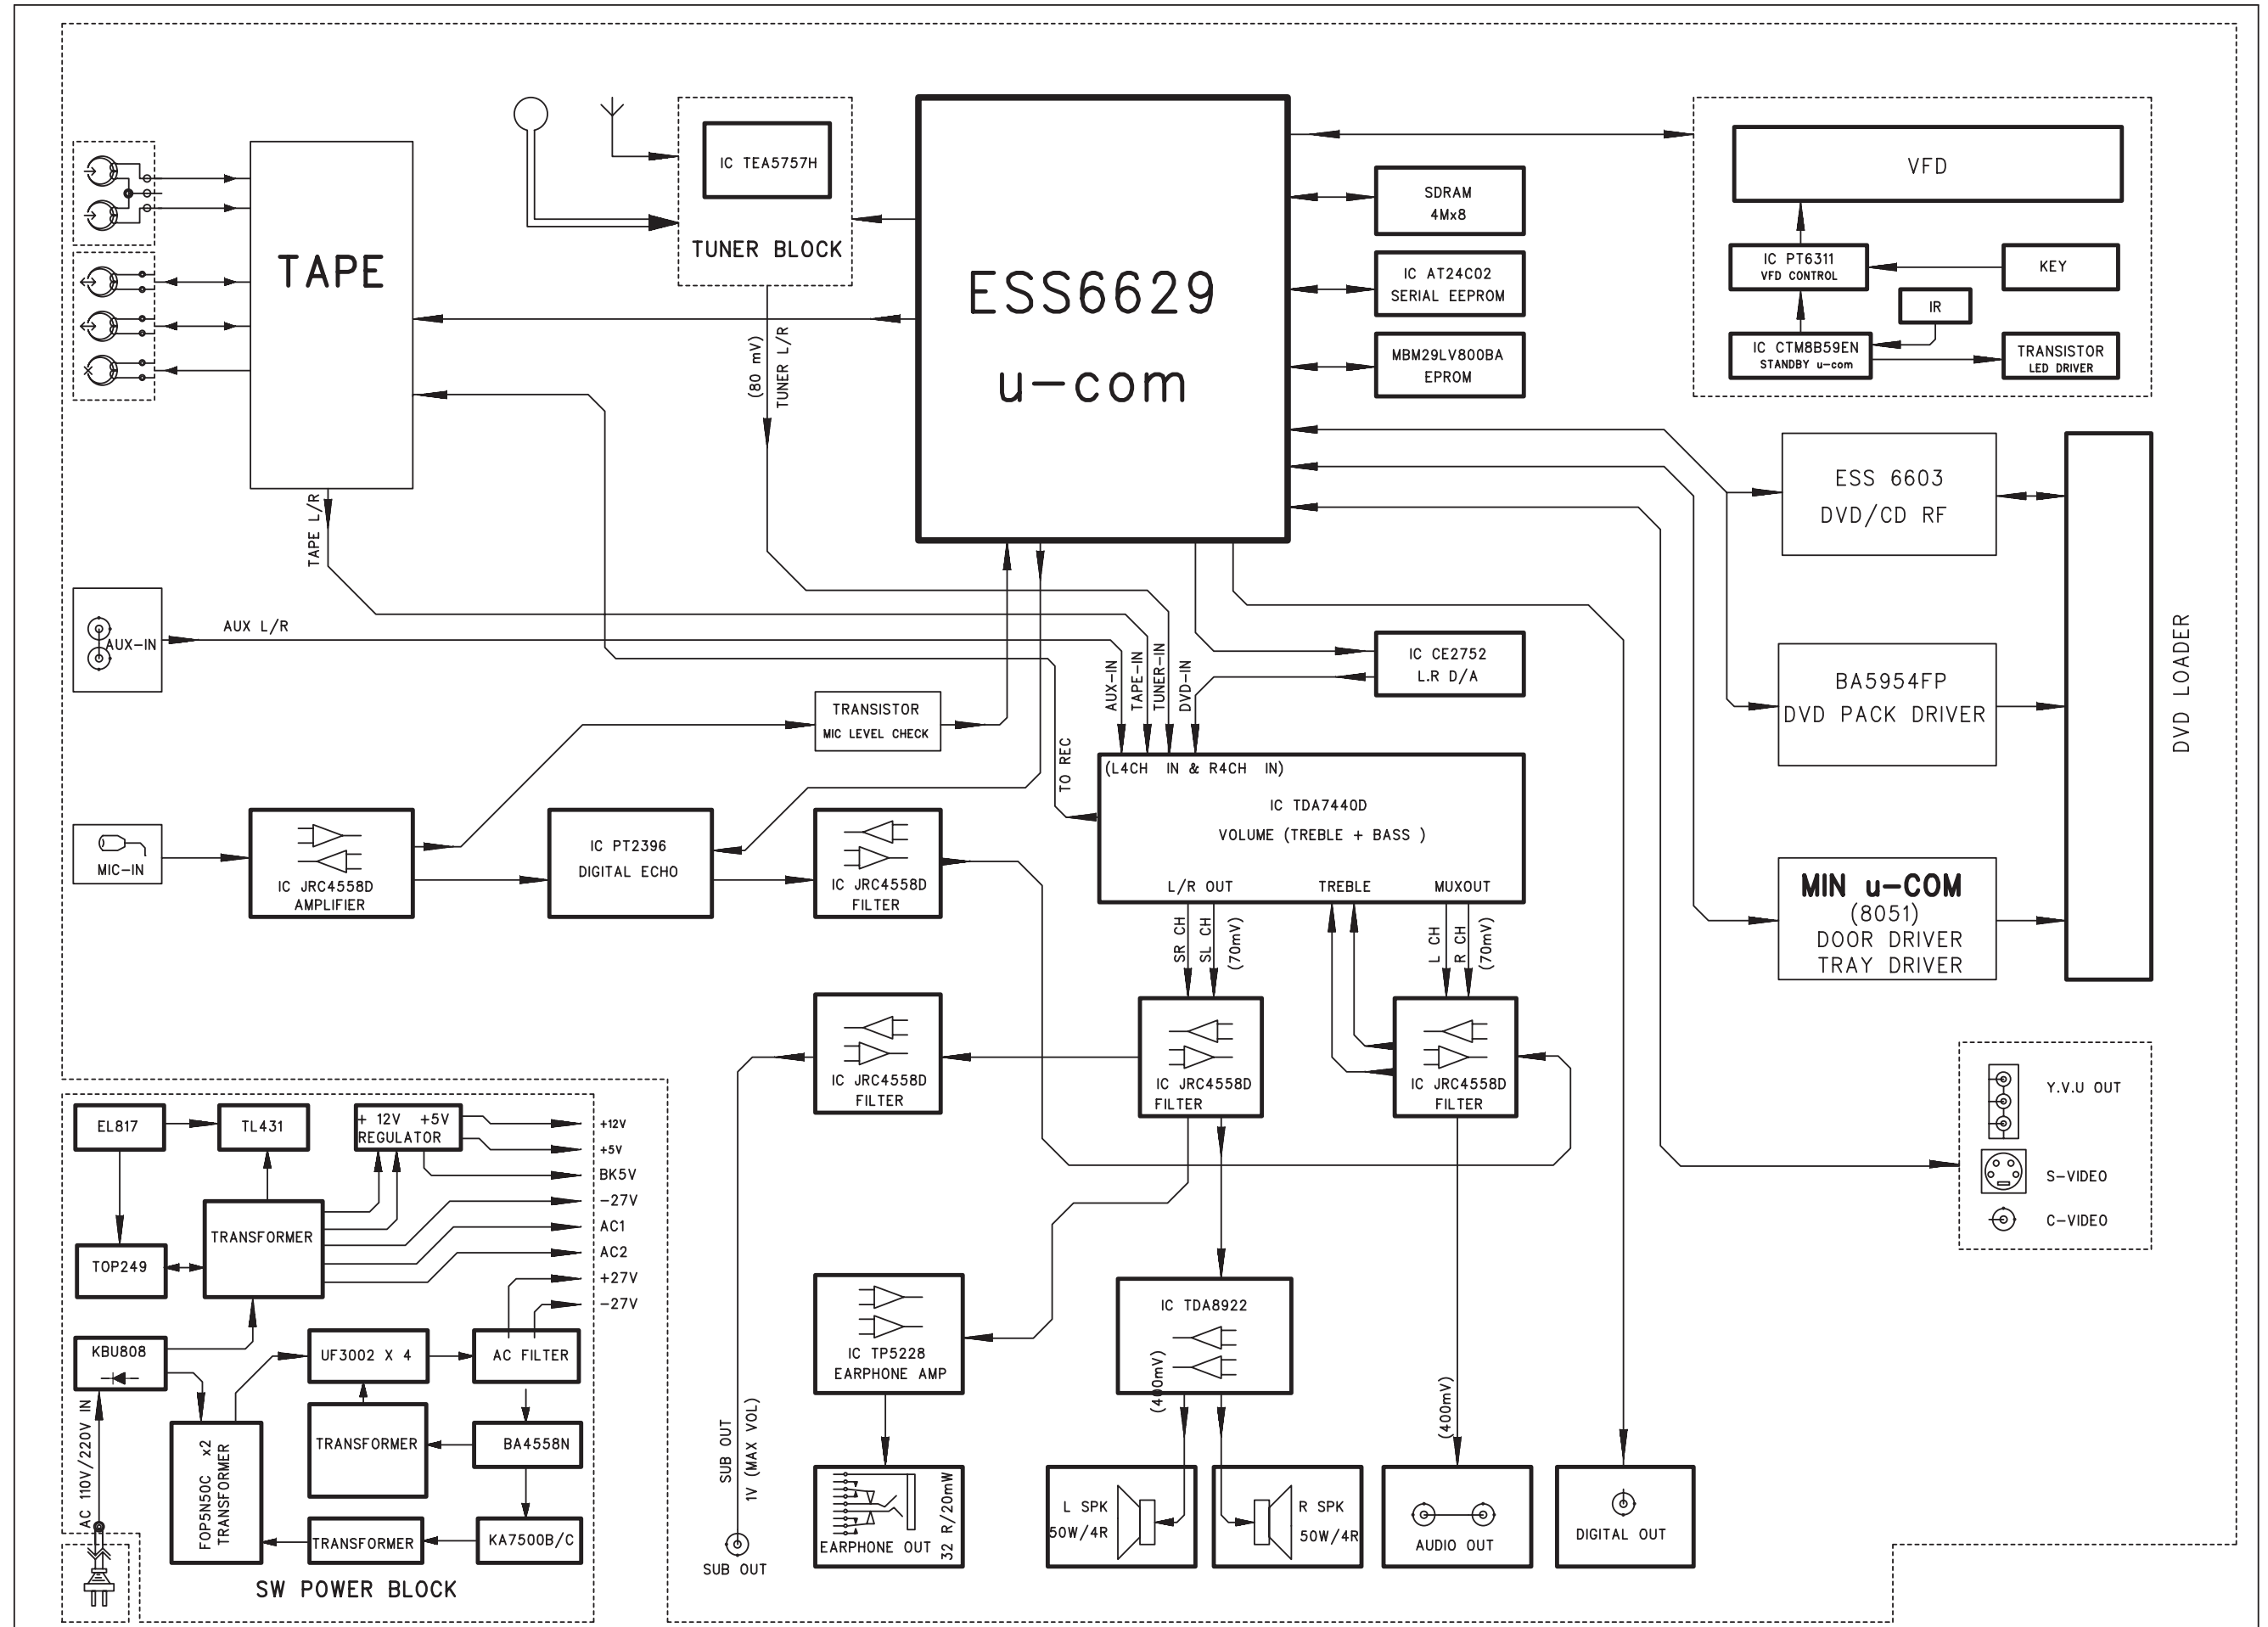 IC TEA5757H
TUNER BLOCK
TAPE
ESS6629
u-com
SDRAM
4Mx8
IC AT24C02
SERIAL EEPROM
MBM29LV800BA
EPROM
VFD
IC PT6311
VFD CONTROL
KEY
IR
IC CTM8B59EN
STANDBY u-com
TRANSISTOR
LED DRIVER
(80 mV)
TUNER L/R
TAPE L/R
ESS 6603
DVD/CD RF
BA5954FP
DVD PACK DRIVER
MIN u-COM
(8051)
DOOR DRIVER
TRAY DRIVER
DVD LOADER
AUX-IN
AUX L/R
IC CE2752
L.R D/A
AUX-IN
TAPE-IN
TUNER-IN
DVD-IN
TRANSISTOR
MIC LEVEL CHECK
TO REC
(L4CH IN & R4CH IN)
IC TDA7440D
VOLUME (TREBLE + BASS )
L/R OUT
TREBLE
MUXOUT
MIC-IN
IC JRC4558D
AMPLIFIER
IC PT2396
DIGITAL ECHO
IC JRC4558D
FILTER
SR CH
SL CH
(70mV)
L CH
R CH
(70mV)
IC JRC4558D
FILTER
IC JRC4558D
FILTER
IC JRC4558D
FILTER
Y.V.U OUT
S-VIDEO
C-VIDEO
EL817
TL431
+ 12V +5V
REGULATOR
+12V
+5V
BK5V
-27V
AC1
AC2
+27V
-27V
TRANSFORMER
TOP249
KBU808
UF3002 X 4
AC FILTER
AC 110V/220V IN
FQP5N50C x2
TRANSFORMER
TRANSFORMER
BA4558N
TRANSFORMER
KA7500B/C
SW POWER BLOCK
SUB OUT
1V (MAX VOL)
SUB OUT
IC TP5228
EARPHONE AMP
EARPHONE OUT
32 R/20mW
IC TDA8922
(400mV)
(400mV)
L SPK
50W/4R
R SPK
50W/4R
AUDIO OUT
DIGITAL OUT